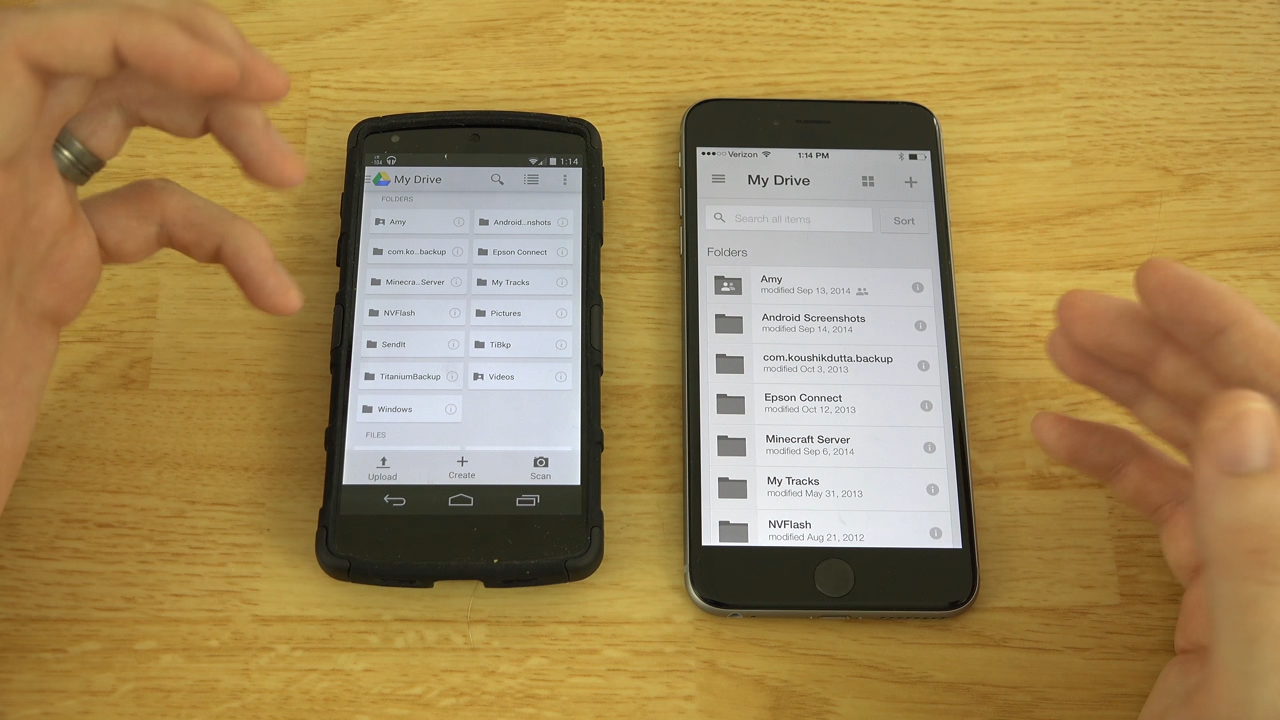 1:14
My Drive
FOLDERS
Amy
Android...nshots
com.ko...backup
Epson Connect
Minecra...Server
My Tracks
NVFlash
Pictures
SendIt
TiBkp
TitaniumBackup
Videos
Windows
FILES
Upload
Create
Scan
Verizon
1:14 PM
My Drive
Search all items
Sort
Folders
Amy
modified Sep 13, 2014
Android Screenshots
modified Sep 14, 2014
com.koushikdutta.backup
modified Oct 3, 2013
Epson Connect
modified Oct 12, 2013
Minecraft Server
modified Sep 6, 2014
My Tracks
modified May 31, 2013
NVFlash
modified Aug 21, 2012